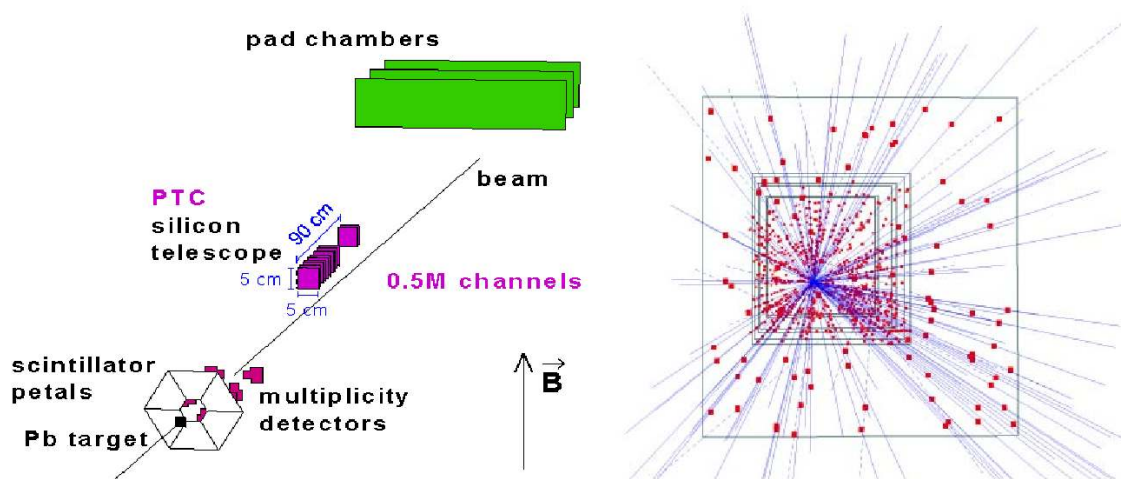 pad chambers
beam
PTC
silicon
telescope
90 cm
5 cm
5 cm
0.5M channels
scintillator
petals
multiplicity
detectors
Pb target
B